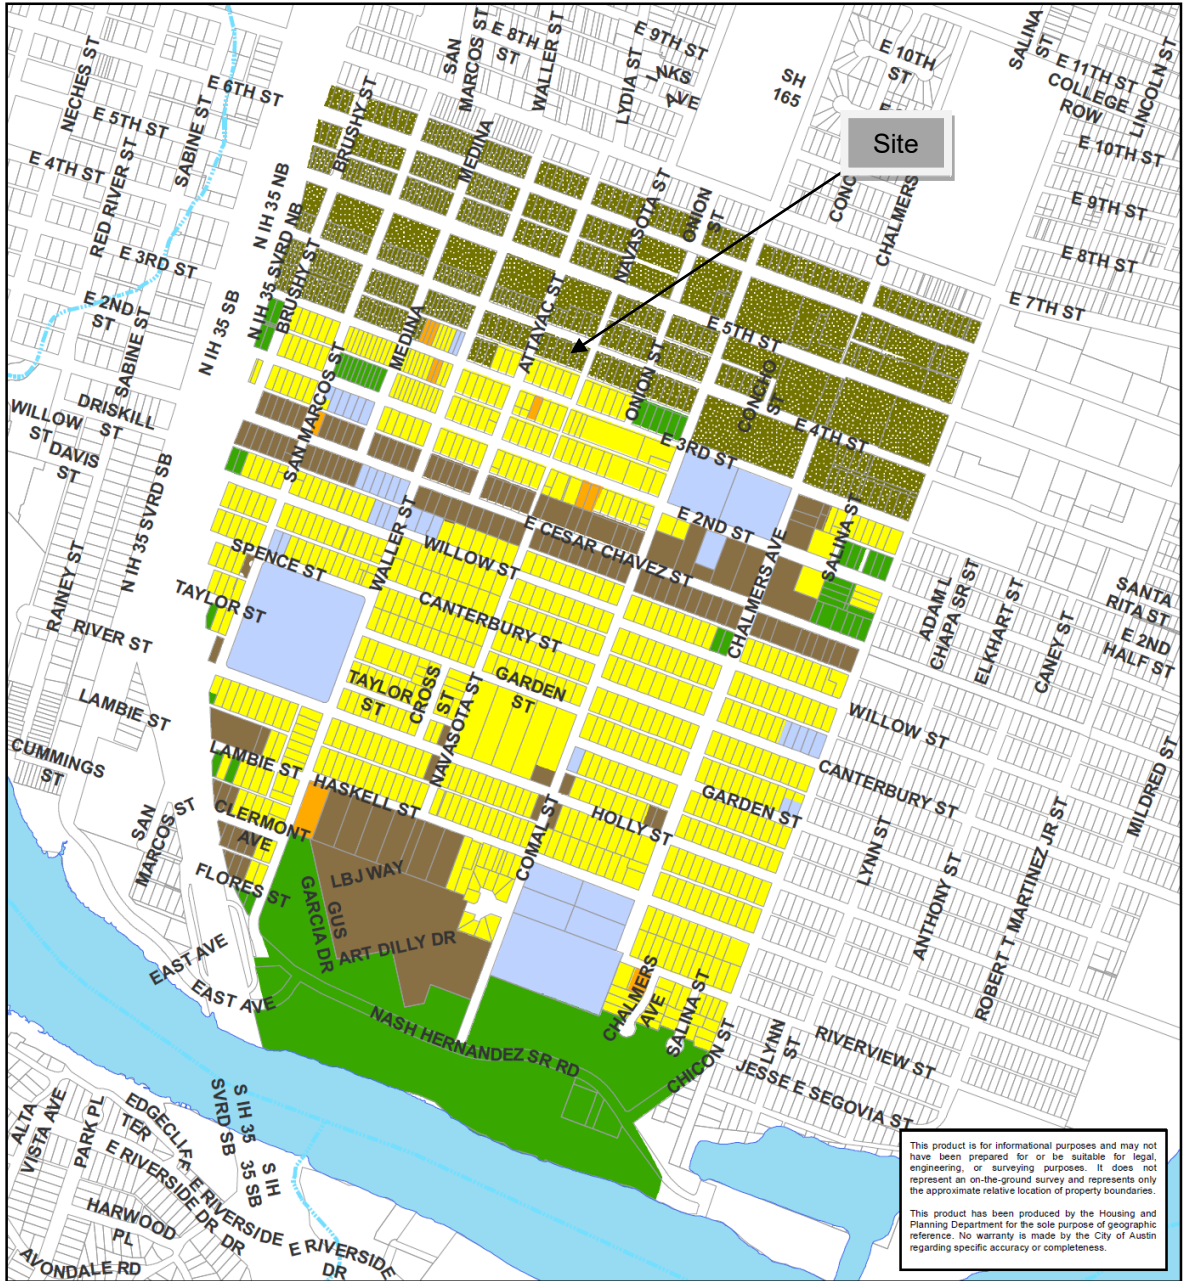 SAN
MARCOS ST
E 8TH
ST
WALLER ST
E 9TH ST
LYDIA ST
NKS
AVE
SH
165
E 10TH
ST
SALINA
ST
E 11TH ST
COLLEGE
ROW
LINCOLN ST
NECHES ST
E 6TH ST
E 5TH ST
SABINE ST
E 4TH ST
RED RIVER ST
BRUSHY ST
MEDINA
Site
E 10TH ST
E 9TH ST
E 8TH ST
E 7TH ST
CONC
CHALMERS
N IH 35 NB
N IH 35 SVRD NB
BRUSHY ST
NAVASOTA ST
ONION
ST
E 3RD ST
E 2ND
ST
SABINE ST
N IH 35 SB
MEDINA
ATTAYAC ST
E 5TH ST
ONION ST
CONCHO
ST
E 4TH ST
E 3RD ST
WILLOW
ST
DRISKILL
ST
DAVIS
ST
SAN MARCOS ST
N IH 35 SVRD SB
RAINEY ST
SPENCE ST
TAYLOR ST
WALLER ST
WILLOW ST
E CESAR CHAVEZ ST
E 2ND ST
CHALMERS AVE
SALINA ST
ADAM L
CHAPA SR ST
ELKHART ST
CANEY ST
SANTA
RITA ST
E 2ND
HALF ST
RIVER ST
LAMBIE ST
CUMMINGS
ST
CANTERBURY ST
TAYLOR
ST
CROSS
ST
NAVASOTA ST
GARDEN
ST
WILLOW ST
CANTERBURY ST
MILDRED ST
LAMBIE ST
HASKELL ST
CLERMONT
AVE
FLORES ST
SAN
MARCOS ST
COMAL ST
HOLLY ST
GARDEN ST
LYNN ST
ANTHONY ST
ROBERT T MARTINEZ JR ST
LBJ WAY
GUS
GARCIA DR
ART DILLY DR
EAST AVE
EAST AVE
NASH HERNANDEZ SR RD
CHALMERS
AVE
SALINA ST
CHICON ST
LYNN
ST
RIVERVIEW ST
JESSE E SEGOVIA ST
ALTA
VISTA AVE
PARK PL
EDGECLIFF
TER
S IH 35
SVRD SB
S IH
35 SB
E RIVERSIDE
DR
E RIVERSIDE
DR
HARWOOD
PL
AVONDALE RD
E RIVERSIDE
DR
This product is for informational purposes and may not
have been prepared for or be suitable for legal,
engineering, or surveying purposes. It does not
represent an on-the-ground survey and represents only
the approximate relative location of property boundaries.
This product has been produced by the Housing and
Planning Department for the sole purpose of geographic
reference. No warranty is made by the City of Austin
regarding specific accuracy or completeness.